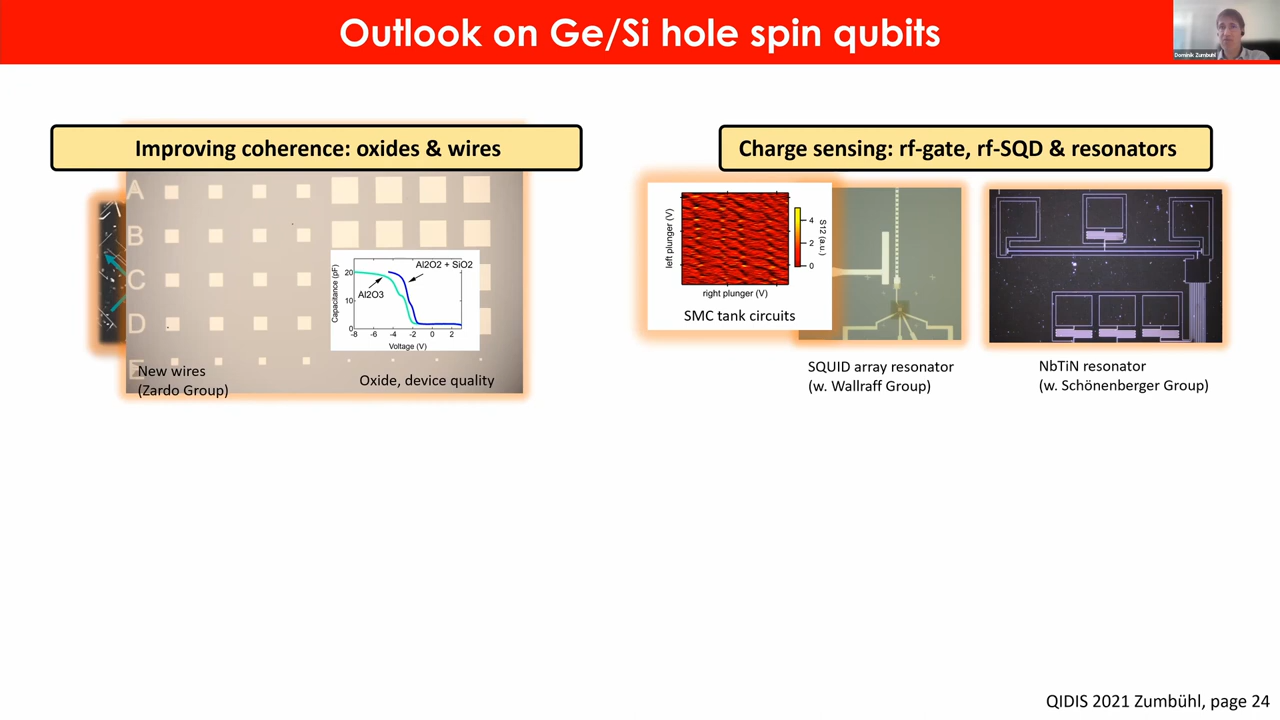 Outlook on Ge/Si hole spin qubits
Dominik Zumbühl
Improving coherence: oxides & wires
A
B
C
D
E
Capacitance (pF)
20
10
0
Al2O2 + SiO2
Al2O3
-8 -6 -4 -2 0 2
Voltage (V)
New wires
(Zardo Group)
Oxide, device quality
Charge sensing: rf-gate, rf-SQD & resonators
left plunger (V)
right plunger (V)
4
2
0
S12 (a.u.)
SMC tank circuits
SQUID array resonator
(w. Wallraff Group)
NbTiN resonator
(w. Schönenberger Group)
QIDIS 2021 Zumbühl, page 24